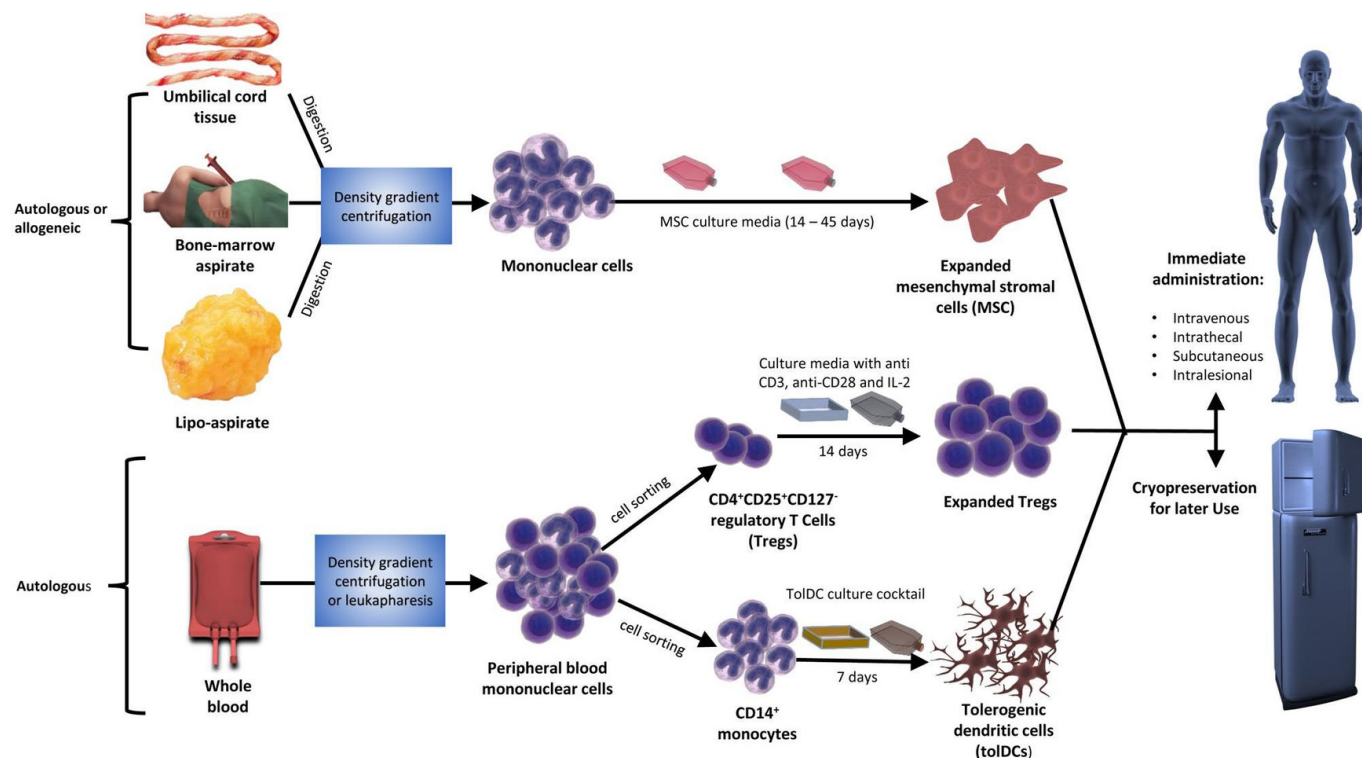 Umbilical cord
tissue
Digestion
Autologous or
allogeneic
Bone-marrow
aspirate
Density gradient
centrifugation
Mononuclear cells
MSC culture media (14 – 45 days)
Expanded
mesenchymal stromal
cells (MSC)
Digestion
Lipo-aspirate
Immediate
administration:
• Intravenous
• Intrathecal
• Subcutaneous
• Intralesional
Cryopreservation
for later Use
Autologous
Whole
blood
Density gradient
centrifugation
or leukapharesis
Peripheral blood
mononuclear cells
cell sorting
CD4⁺CD25⁺CD127⁻
regulatory T Cells
(Tregs)
Culture media with anti
CD3, anti-CD28 and IL-2
14 days
Expanded Tregs
cell sorting
CD14⁺
monocytes
TolDC culture cocktail
7 days
Tolerogenic
dendritic cells
(tolDCs)